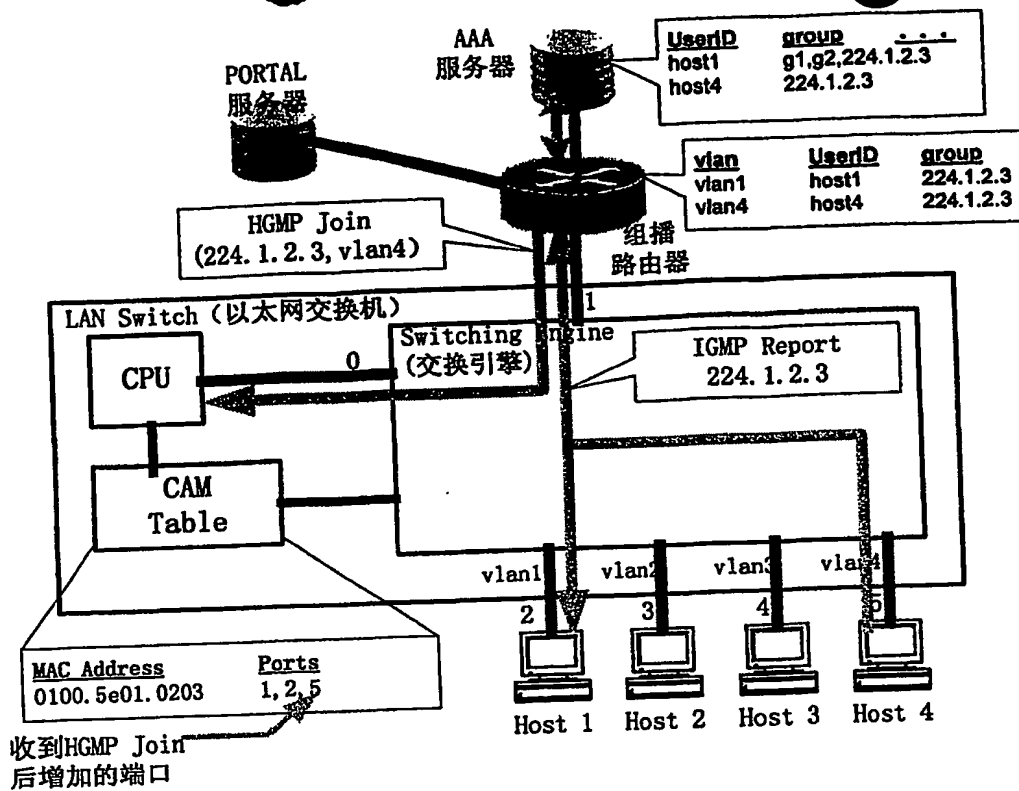 AAA
服务器
UserID group . . .
host1 g1,g2,224.1.2.3
host4 224.1.2.3
PORTAL
服务器
vlan UserID group
vlan1 host1 224.1.2.3
vlan4 host4 224.1.2.3
HGMP Join
(224.1.2.3,vlan4)
组播
路由器
1
LAN Switch（以太网交换机）
Switching Engine
(交换引擎)
IGMP Report
224.1.2.3
CPU
0
CAM
Table
vlan1 vlan2 vlan3 vlan4
2 3 4 5
MAC Address Ports
0100.5e01.0203 1,2,5
Host 1 Host 2 Host 3 Host 4
收到HGMP Join
后增加的端口